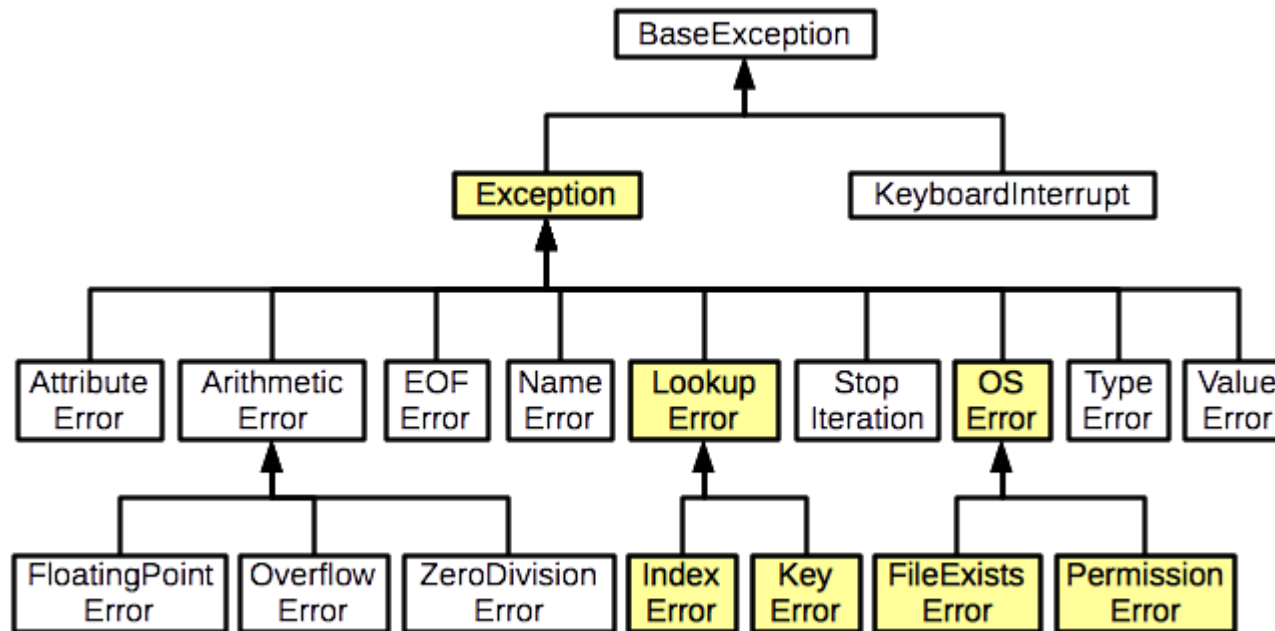 BaseException
Exception
KeyboardInterrupt
Attribute
Error
Arithmetic
Error
EOF
Error
Name
Error
Lookup
Error
Stop
Iteration
OS
Error
Type
Error
Value
Error
FloatingPoint
Error
Overflow
Error
ZeroDivision
Error
Index
Error
Key
Error
FileExists
Error
Permission
Error